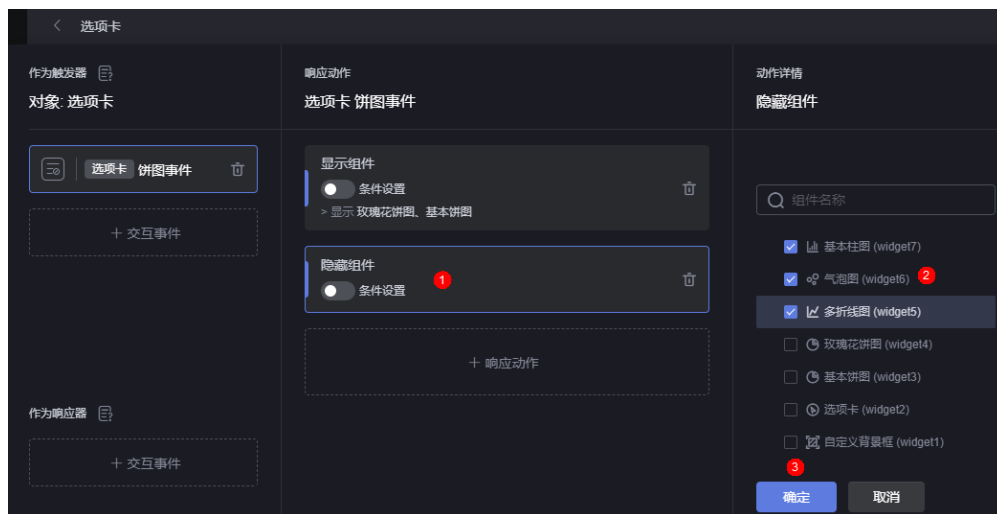 选项卡
作为触发器
对象: 选项卡
选项卡 饼图事件
+ 交互事件
作为响应器
+ 交互事件
响应动作
选项卡 饼图事件
显示组件
条件设置
> 显示 玫瑰花饼图、基本饼图
隐藏组件
条件设置
1
+ 响应动作
动作详情
隐藏组件
组件名称
基本柱图 (widget7)
气泡图 (widget6) 2
多折线图 (widget5)
玫瑰花饼图 (widget4)
基本饼图 (widget3)
选项卡 (widget2)
自定义背景框 (widget1)
3
确定 取消